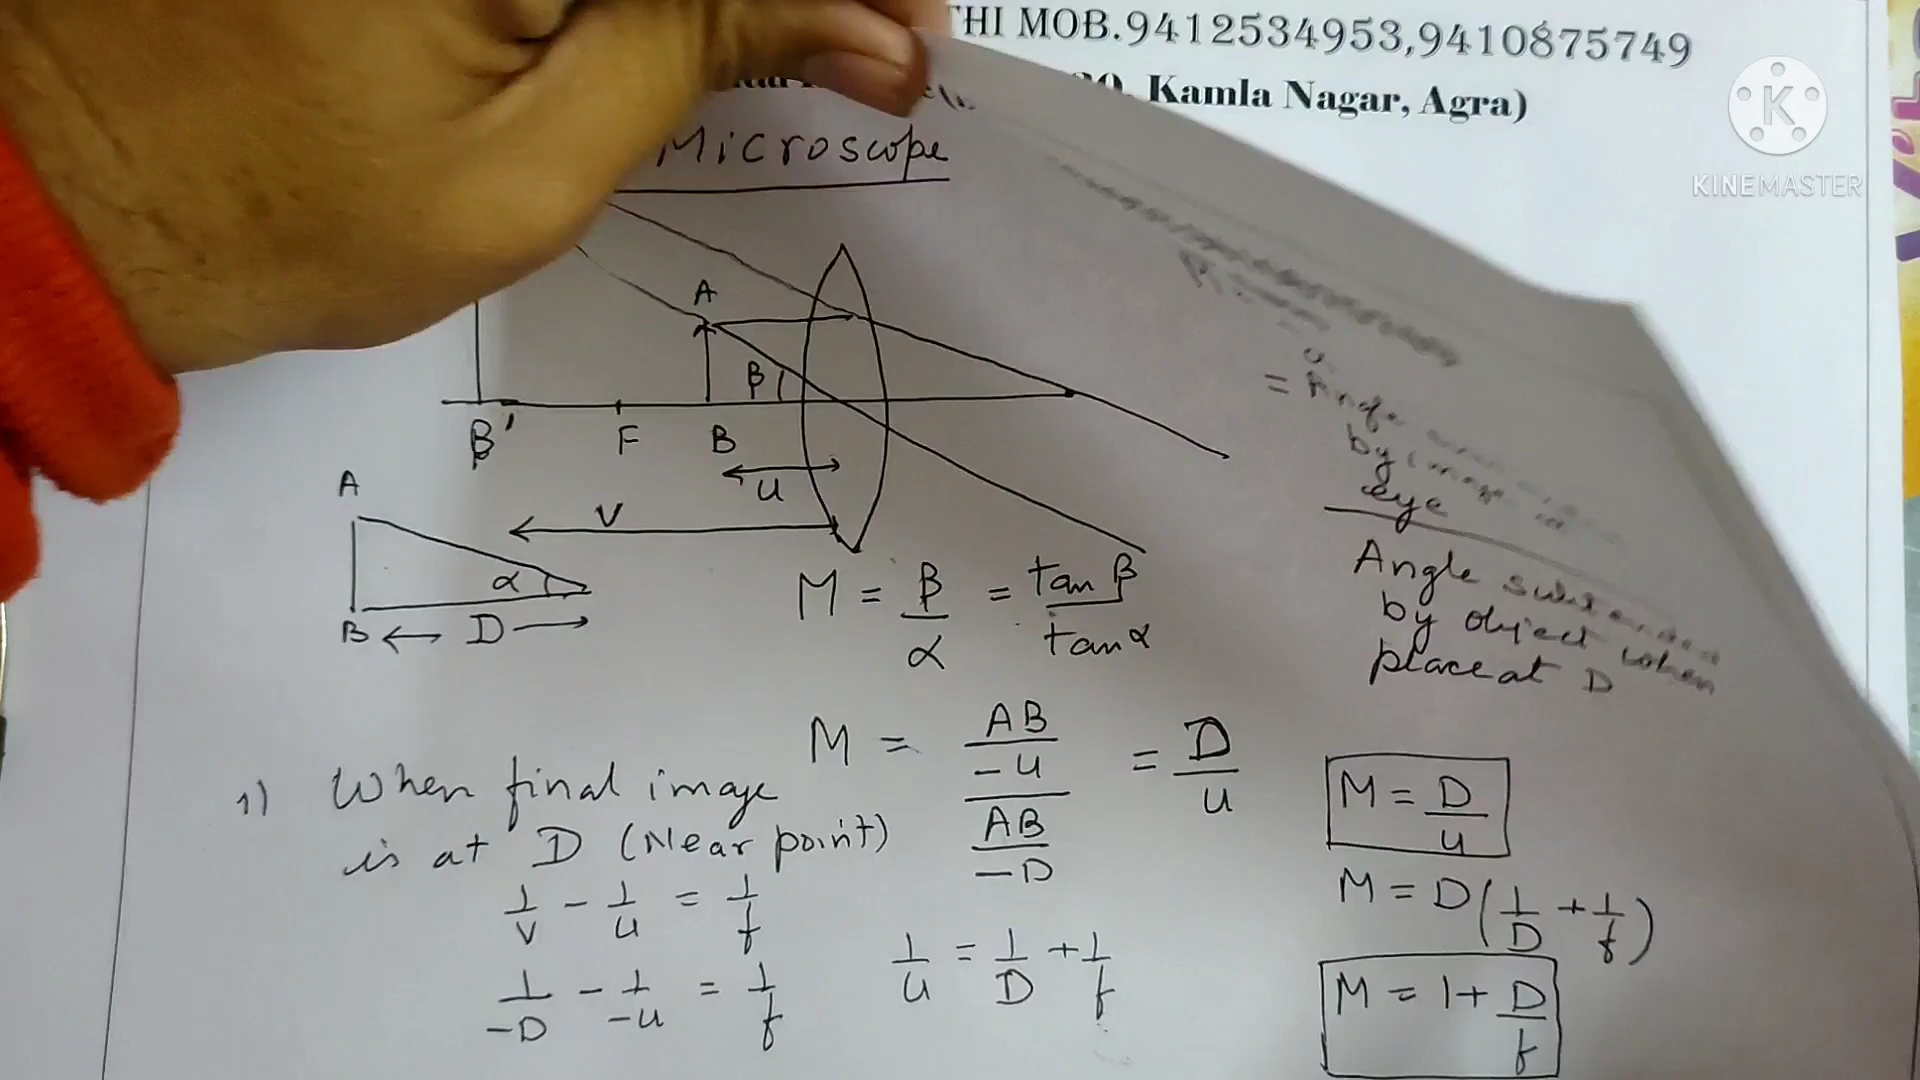 THI MOB.9412534953,9410875749
Kamla Nagar, Agra)
K
KINEMASTER
Microscope
A
β
B' F B
u
v
A
α
B D
M = β/α = tan β/tan α
= Angle
by image
eye
Angle subtended
by object when
place at D
M = (AB/-u)/(AB/-D) = D/u
M = D/u
1) When final image
is at D (Near point)
1/v - 1/u = 1/f
1/-D - 1/-u = 1/f
1/u = 1/D + 1/f
M = D(1/D + 1/f)
M = 1 + D/f